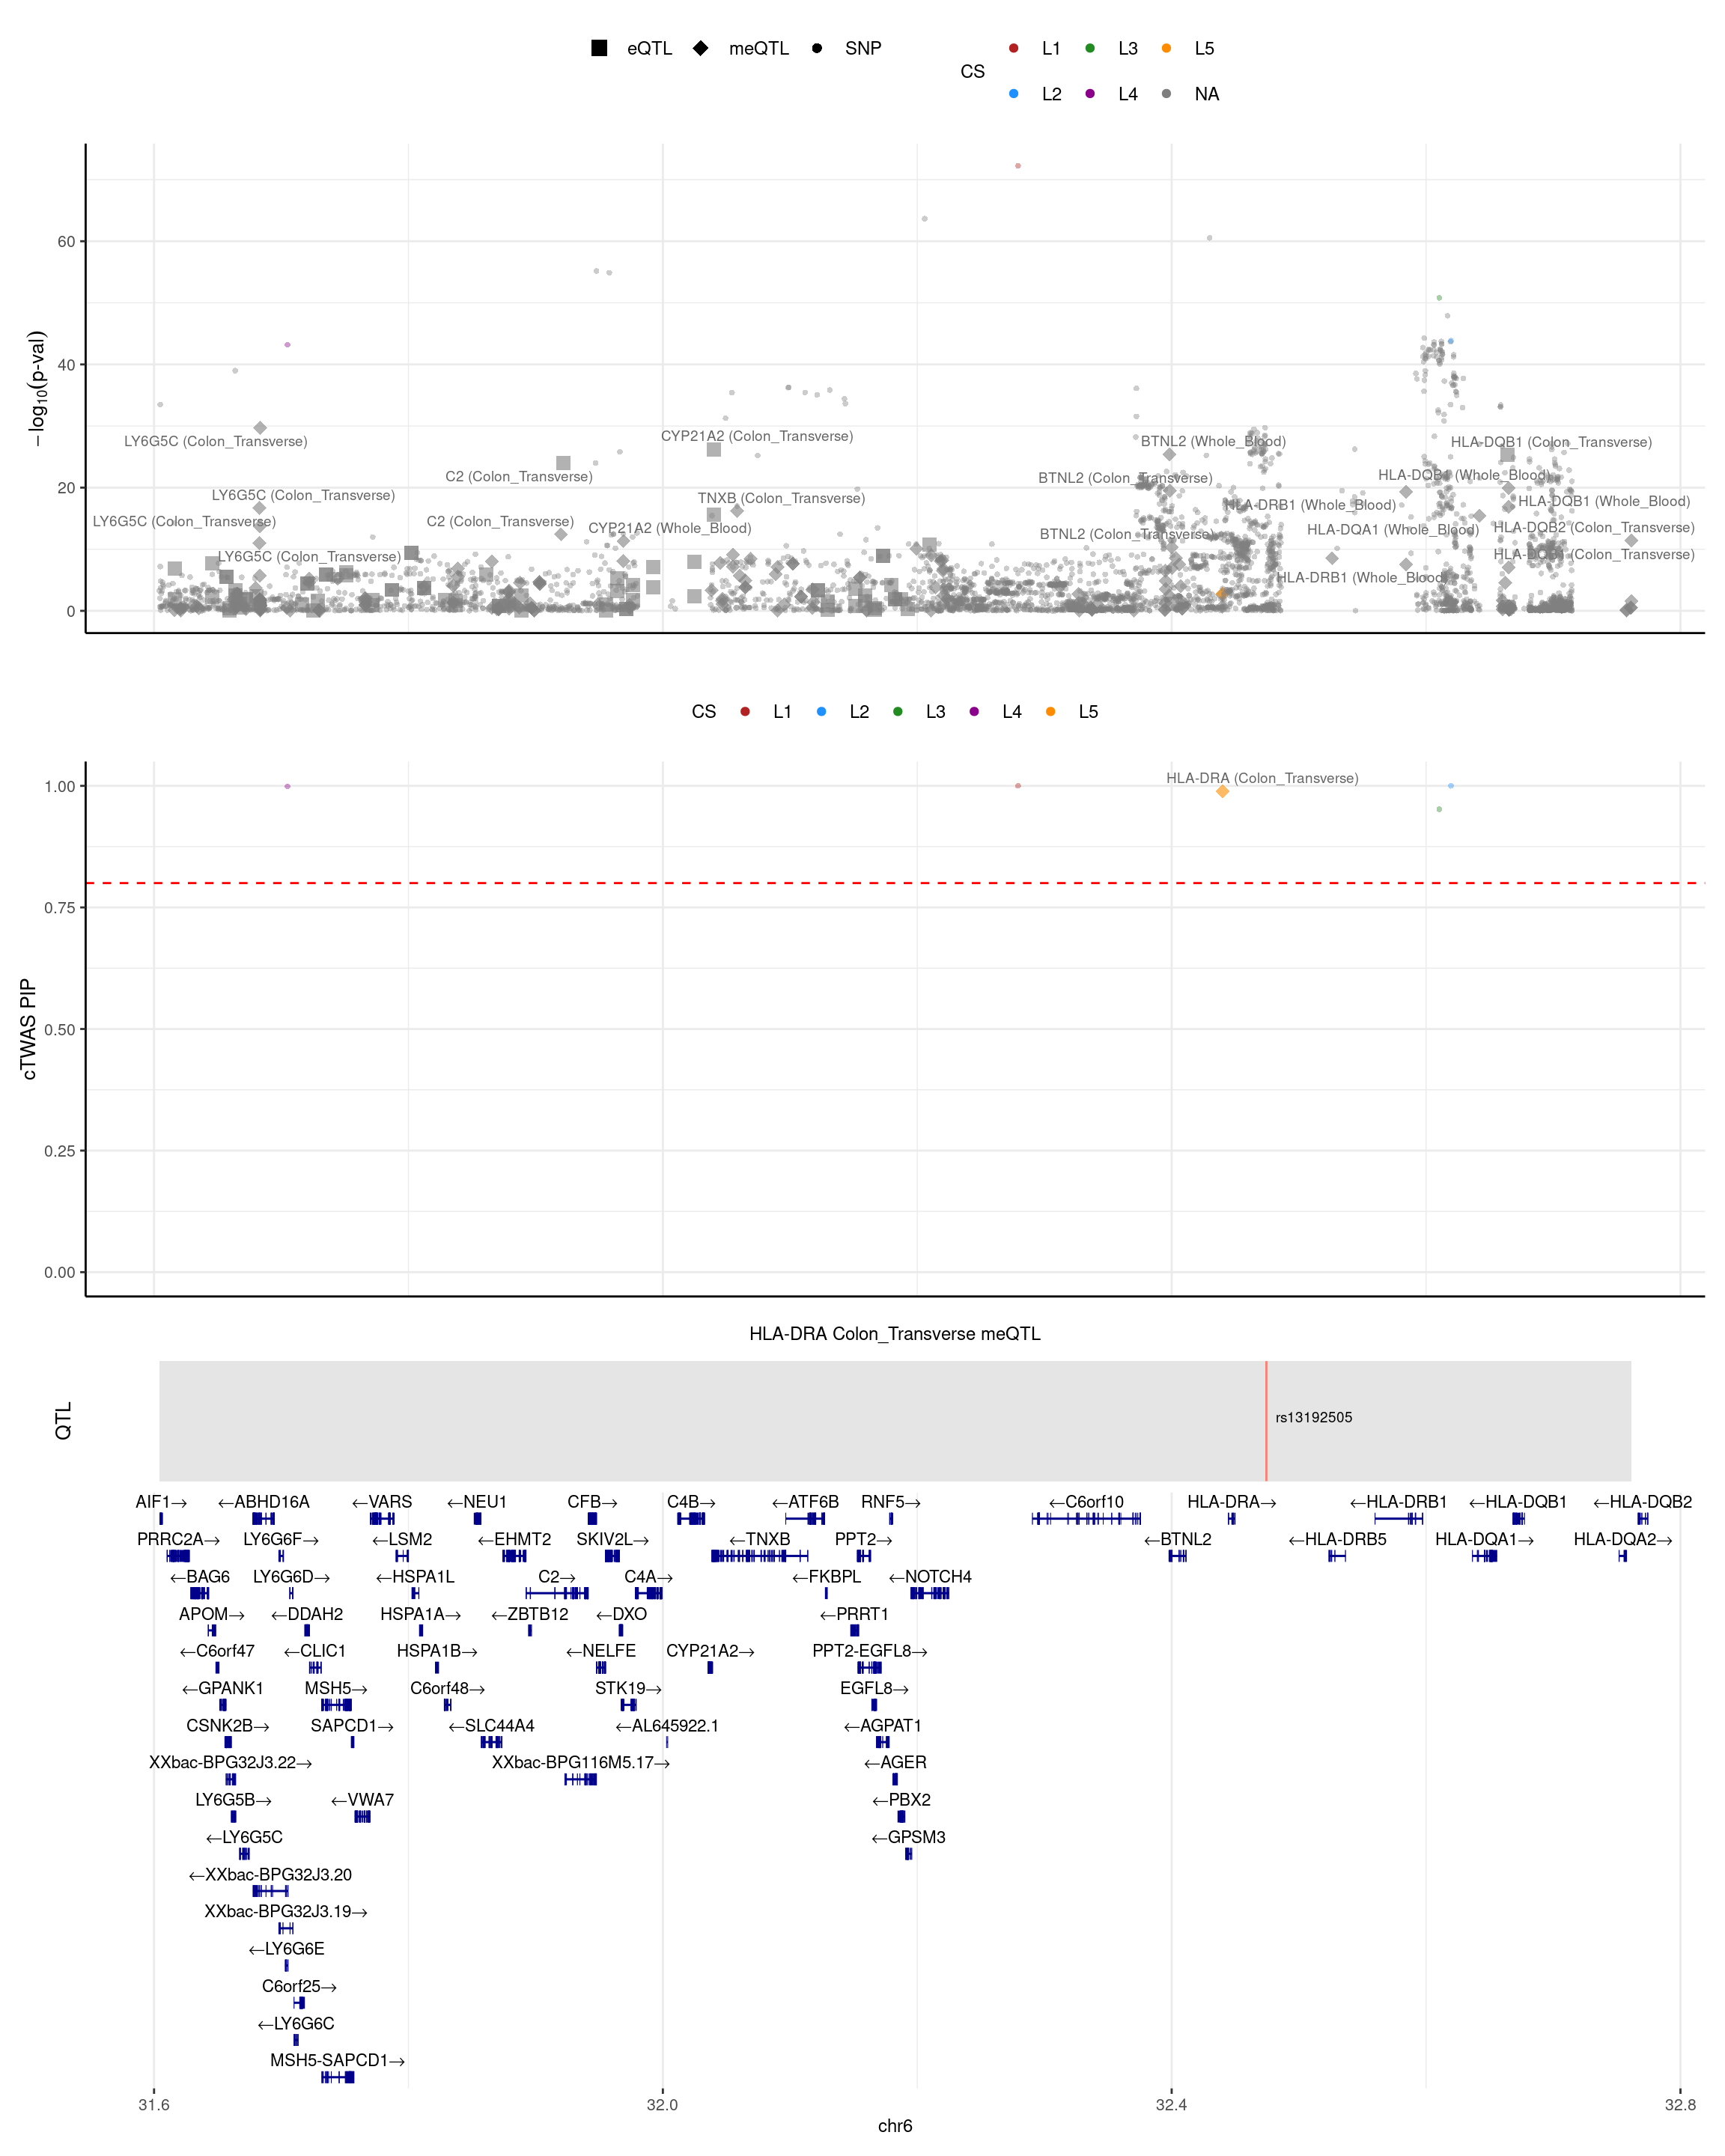 eQTL meQTL SNP
CS
L1 L3 L5
L2 L4 NA
− log10(p-val)
60
40
20
0
CYP21A2 (Colon_Transverse)
LY6G5C (Colon_Transverse)
BTNL2 (Whole_Blood)
HLA-DQB1 (Colon_Transverse)
C2 (Colon_Transverse)
BTNL2 (Colon_Transverse)
HLA-DQB1 (Whole_Blood)
LY6G5C (Colon_Transverse)
TNXB (Colon_Transverse)
HLA-DQB1 (Whole_Blood)
HLA-DRB1 (Whole_Blood)
LY6G5C (Colon_Transverse)
C2 (Colon_Transverse)
CYP21A2 (Whole_Blood)
HLA-DQA1 (Whole_Blood)
HLA-DQB2 (Colon_Transverse)
BTNL2 (Colon_Transverse)
LY6G5C (Colon_Transverse)
HLA-DQB1 (Colon_Transverse)
HLA-DRB1 (Whole_Blood)
CS L1 L2 L3 L4 L5
cTWAS PIP
1.00
0.75
0.50
0.25
0.00
HLA-DRA (Colon_Transverse)
HLA-DRA Colon_Transverse meQTL
QTL
rs13192505
AIF1→ ←ABHD16A ←VARS ←NEU1 CFB→ C4B→ ←ATF6B RNF5→ ←C6orf10 HLA-DRA→ ←HLA-DRB1 ←HLA-DQB1 ←HLA-DQB2
PRRC2A→ LY6G6F→ ←LSM2 ←EHMT2 SKIV2L→ ←TNXB PPT2→ ←BTNL2 ←HLA-DRB5 HLA-DQA1→ HLA-DQA2→
←BAG6 LY6G6D→ ←HSPA1L C2→ C4A→ ←FKBPL ←NOTCH4
APOM→ ←DDAH2 HSPA1A→ ←ZBTB12 ←DXO ←PRRT1
←C6orf47 ←CLIC1 HSPA1B→ ←NELFE CYP21A2→ PPT2-EGFL8→
←GPANK1 MSH5→ C6orf48→ STK19→ EGFL8→
CSNK2B→ SAPCD1→ ←SLC44A4 ←AL645922.1 ←AGPAT1
XXbac-BPG32J3.22→ XXbac-BPG116M5.17→ ←AGER
LY6G5B→ ←VWA7 ←PBX2
←LY6G5C ←GPSM3
←XXbac-BPG32J3.20
XXbac-BPG32J3.19→
←LY6G6E
C6orf25→
←LY6G6C
MSH5-SAPCD1→
31.6 32.0 32.4 32.8
chr6